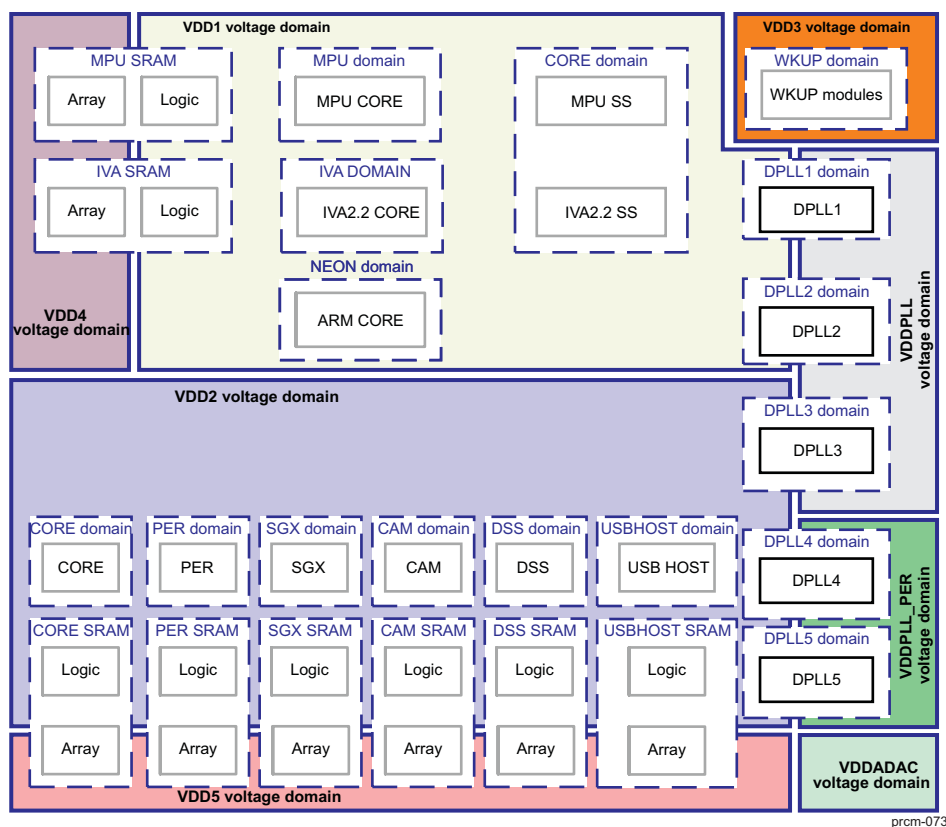 VDD1 voltage domain
VDD3 voltage domain
MPU SRAM
MPU domain
CORE domain
WKUP domain
Array
Logic
MPU CORE
MPU SS
WKUP modules
IVA SRAM
IVA DOMAIN
DPLL1 domain
Array
Logic
IVA2.2 CORE
IVA2.2 SS
DPLL1
NEON domain
ARM CORE
DPLL2 domain
DPLL2
VDD4
voltage domain
VDDPLL
voltage domain
VDD2 voltage domain
DPLL3 domain
DPLL3
CORE domain
PER domain
SGX domain
CAM domain
DSS domain
USBHOST domain
DPLL4 domain
CORE
PER
SGX
CAM
DSS
USB HOST
DPLL4
CORE SRAM
PER SRAM
SGX SRAM
CAM SRAM
DSS SRAM
USBHOST SRAM
DPLL5 domain
Logic
Logic
Logic
Logic
Logic
Logic
DPLL5
VDDPLL_PER
voltage domain
Array
Array
Array
Array
Array
Array
VDD5 voltage domain
VDDADAC
voltage domain
prcm-073